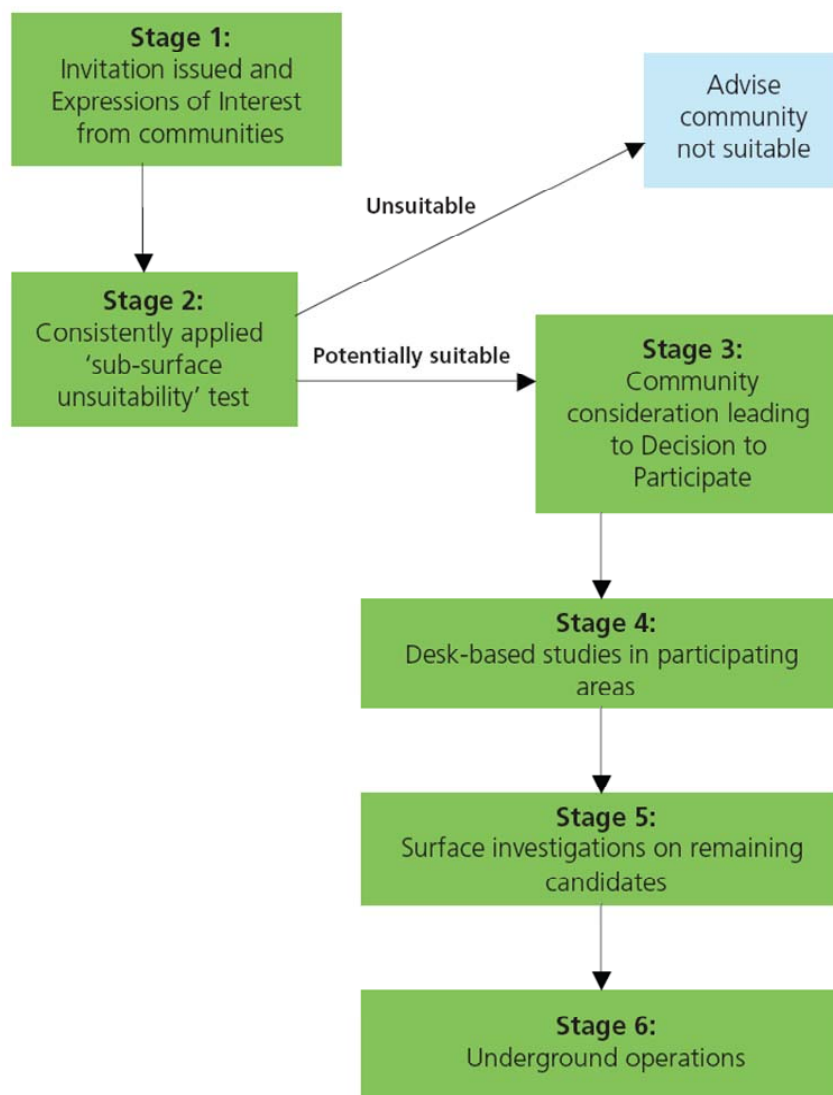 Stage 1:
Invitation issued and
Expressions of Interest
from communities
Advise
community
not suitable
Unsuitable
Stage 2:
Consistently applied
‘sub-surface
unsuitability’ test
Potentially suitable
Stage 3:
Community
consideration leading
to Decision to
Participate
Stage 4:
Desk-based studies in participating
areas
Stage 5:
Surface investigations on remaining
candidates
Stage 6:
Underground operations